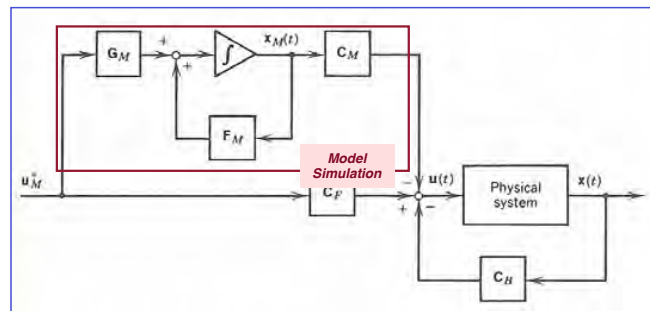 x_M(t)
G_M
+
+
∫
C_M
F_M
Model
Simulation
u*_M
C_F
−
+
−
u(t)
Physical
system
x(t)
C_B